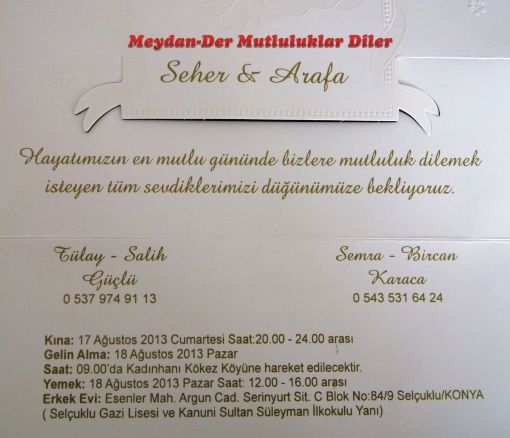 Meydan-Der Mutluluklar Diler
Seher & Arafa
Hayatımızın en mutlu gününde bizlere mutluluk dilemek
isteyen tüm sevdiklerimizi düğünümüze bekliyoruz.
Tülay - Salih
Güçlü
0 537 974 91 13
Semra - Bircan
Karaca
0 543 531 64 24
Kına: 17 Ağustos 2013 Cumartesi Saat:20.00 - 24.00 arası
Gelin Alma: 18 Ağustos 2013 Pazar
Saat: 09.00'da Kadınhanı Kökez Köyüne hareket edilecektir.
Yemek: 18 Ağustos 2013 Pazar Saat: 12.00 - 16.00 arası
Erkek Evi: Esenler Mah. Argun Cad. Serinyurt Sit. C Blok No:84/9 Selçuklu/KONYA
( Selçuklu Gazi Lisesi ve Kanuni Sultan Süleyman İlkokulu Yanı)